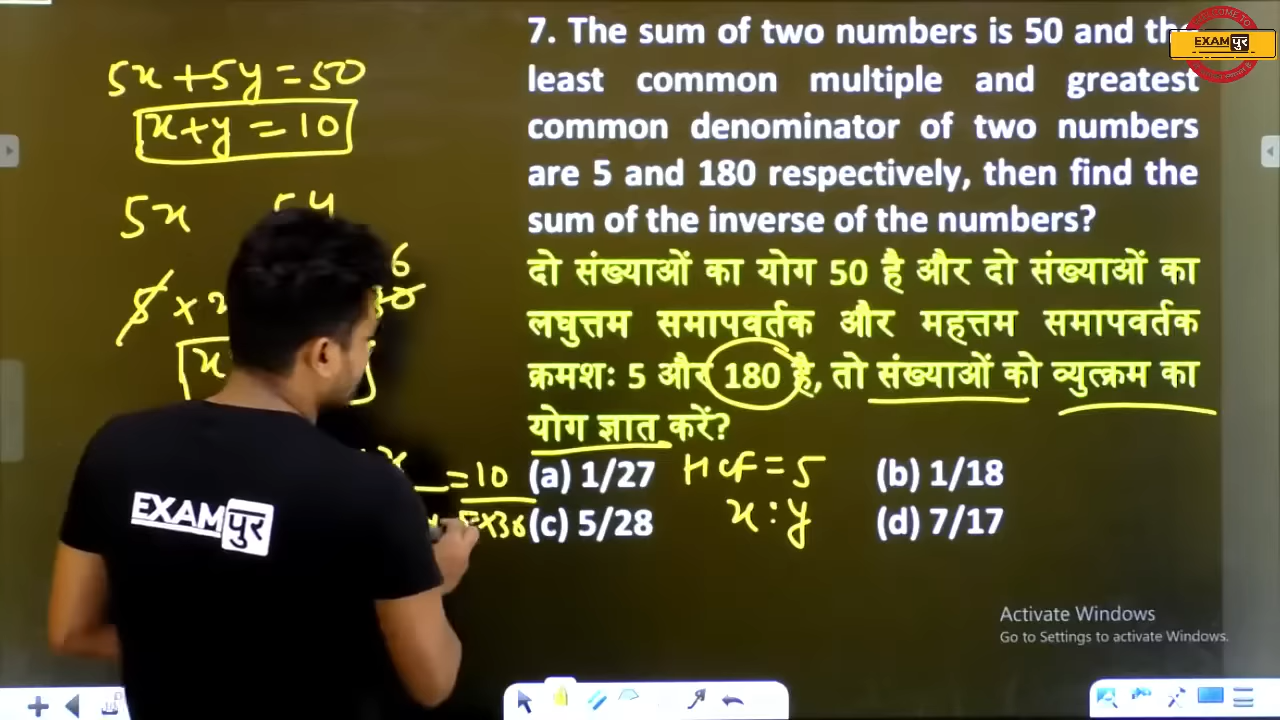 5x + 5y = 50
x + y = 10
5x
6
= 10
5 × 36
7. The sum of two numbers is 50 and the
least common multiple and greatest
common denominator of two numbers
are 5 and 180 respectively, then find the
sum of the inverse of the numbers?
दो संख्याओं का योग 50 है और दो संख्याओं का
लघुत्तम समापवर्तक और महत्तम समापवर्तक
क्रमशः 5 और 180 है, तो संख्याओं को व्युत्क्रम का
योग ज्ञात करें?
(a) 1/27 HCF = 5 (b) 1/18
(c) 5/28 x : y (d) 7/17
EXAMपुर
EXAMपुर
Activate Windows
Go to Settings to activate Windows.